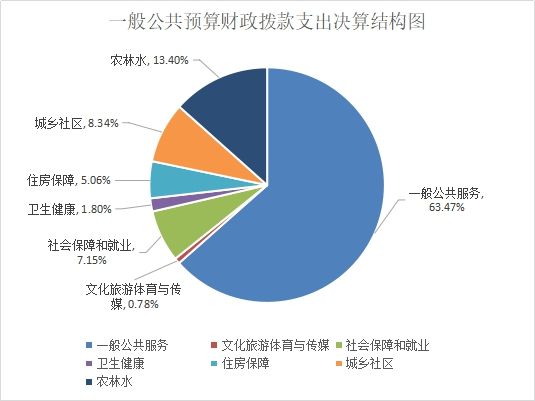 一般公共预算财政拨款支出决算结构图
农林水, 13.40%
城乡社区, 8.34%
住房保障, 5.06%
卫生健康, 1.80%
一般公共服务,
63.47%
社会保障和就业,
7.15%
文化旅游体育与传
媒, 0.78%
一般公共服务
文化旅游体育与传媒
社会保障和就业
卫生健康
住房保障
城乡社区
农林水